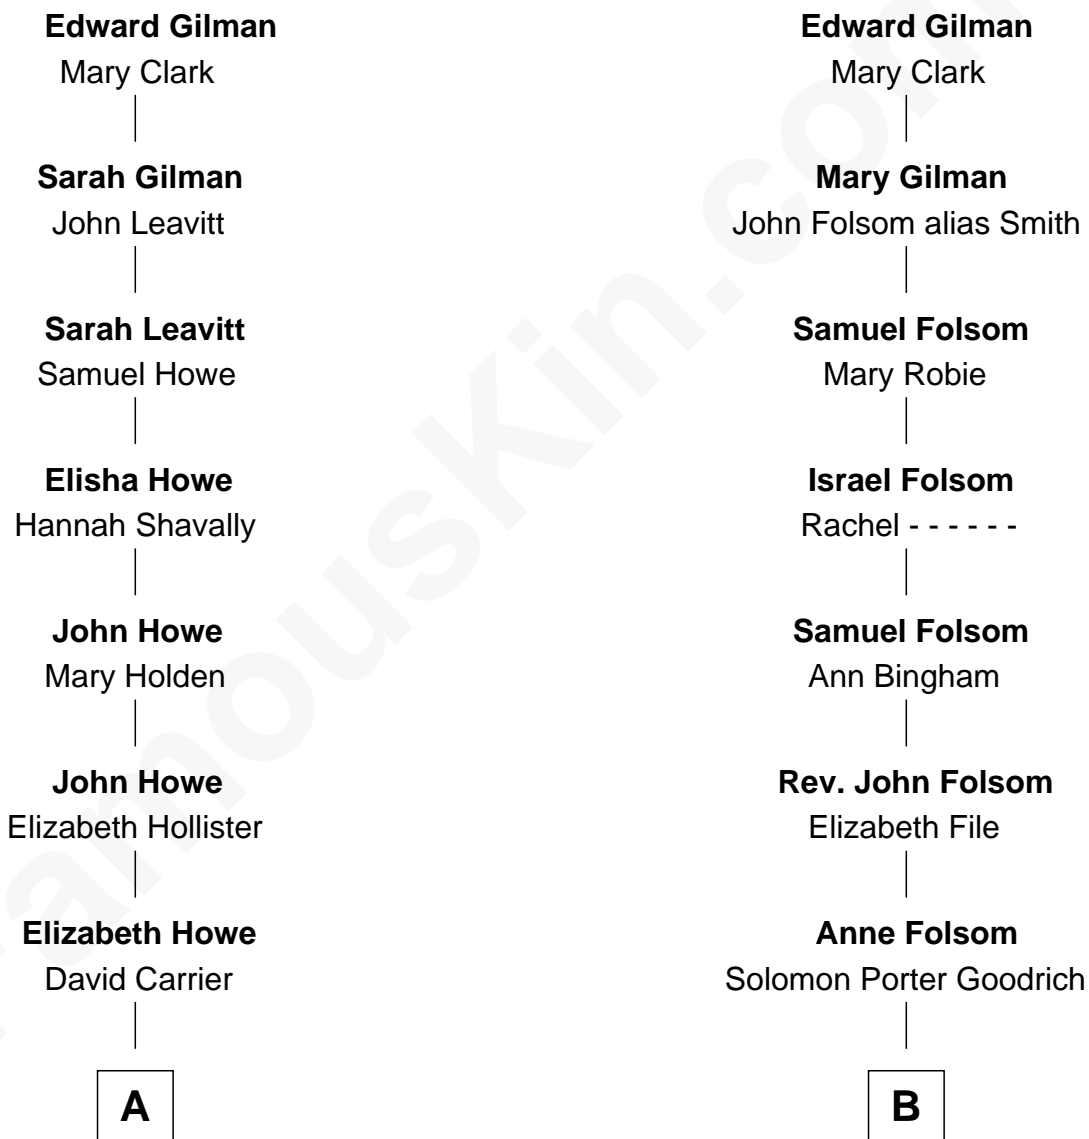 Edward Gilman
Mary Clark
Sarah Gilman
John Leavitt
Sarah Leavitt
Samuel Howe
Elisha Howe
Hannah Shavally
John Howe
Mary Holden
John Howe
Elizabeth Hollister
Elizabeth Howe
David Carrier
A
Edward Gilman
Mary Clark
Mary Gilman
John Folsom alias Smith
Samuel Folsom
Mary Robie
Israel Folsom
Rachel - - - - - -
Samuel Folsom
Ann Bingham
Rev. John Folsom
Elizabeth File
Anne Folsom
Solomon Porter Goodrich
B
FamousKin.com